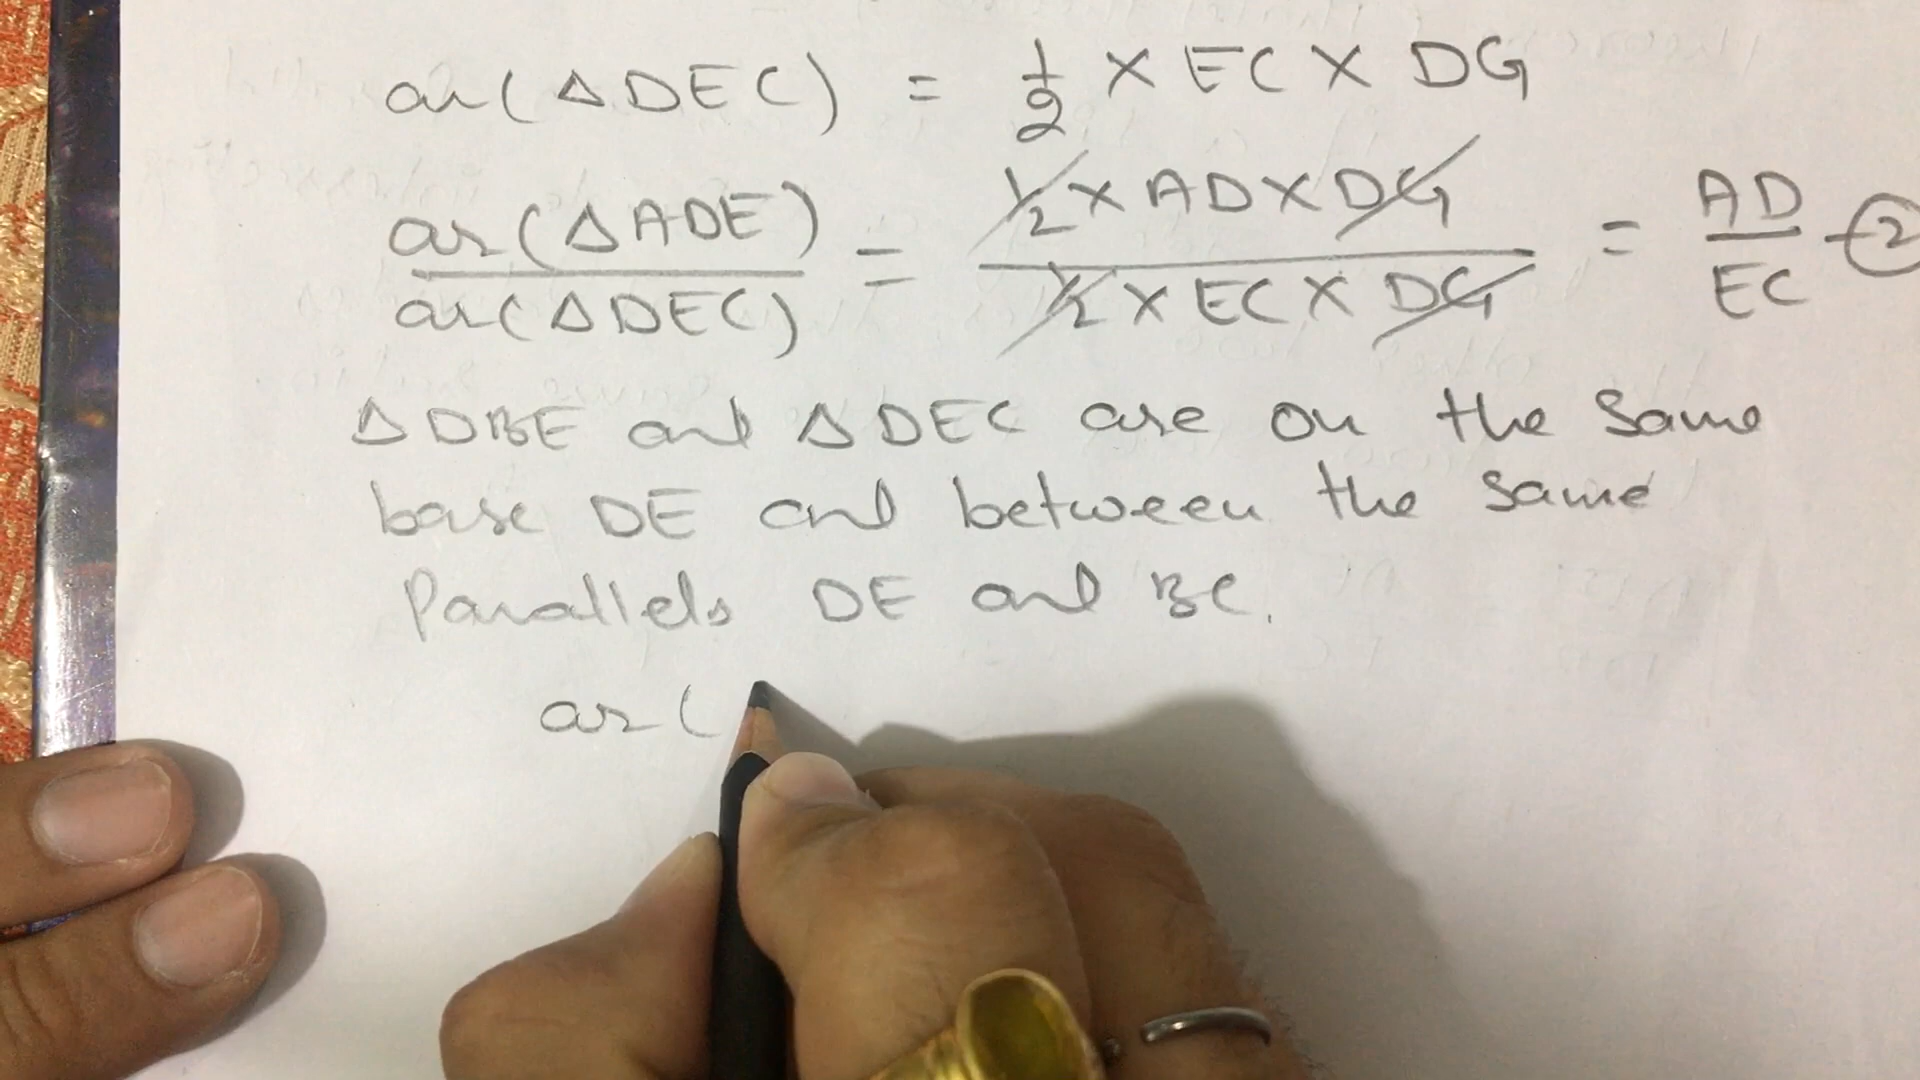 ar(ΔDEC) = 1/2 × EC × DG
ar(ΔADE)/ar(ΔDEC) = (1/2 × AD × DG)/(1/2 × EC × DG) = AD/EC -②
ΔDBE and ΔDEC are on the same
base DE and between the same
Parallels DE and BC.
ar(